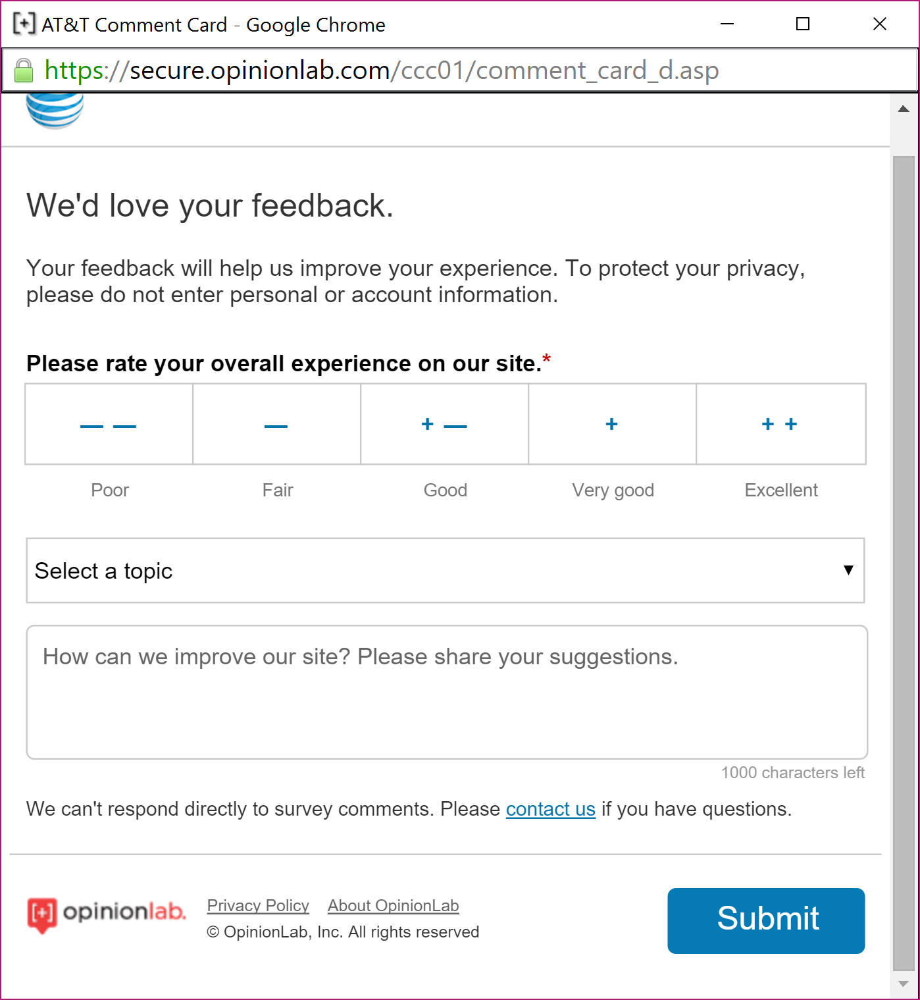 [+] AT&T Comment Card - Google Chrome
https://secure.opinionlab.com/ccc01/comment_card_d.asp
We'd love your feedback.
Your feedback will help us improve your experience. To protect your privacy,
please do not enter personal or account information.
Please rate your overall experience on our site.*
— — — + — + + +
Poor Fair Good Very good Excellent
Select a topic ▼
How can we improve our site? Please share your suggestions.
1000 characters left
We can't respond directly to survey comments. Please contact us if you have questions.
[+] opinionlab.
Privacy Policy About OpinionLab
© OpinionLab, Inc. All rights reserved
Submit